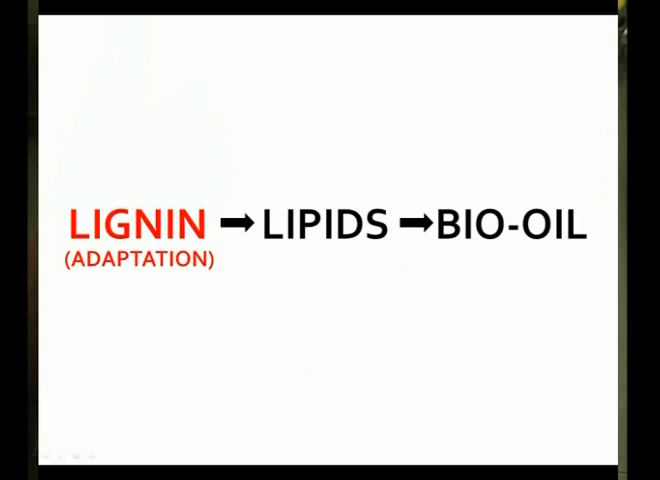 LIGNIN ➡ LIPIDS ➡ BIO-OIL
(ADAPTATION)